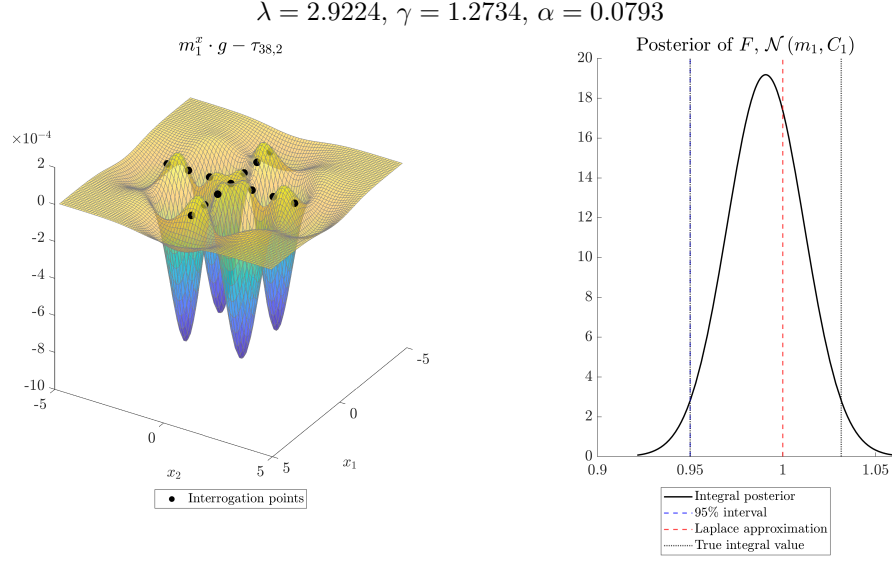 λ = 2.9224, γ = 1.2734, α = 0.0793
m₁ˣ · g − τ₃₈,₂
×10⁻⁴
2
0
-2
-4
-6
-8
-10
-5
0
5
x₂
5
0
-5
x₁
Interrogation points
Posterior of F, 𝒩(m₁, C₁)
20
18
16
14
12
10
8
6
4
2
0
0.9
0.95
1
1.05
Integral posterior
95% interval
Laplace approximation
True integral value